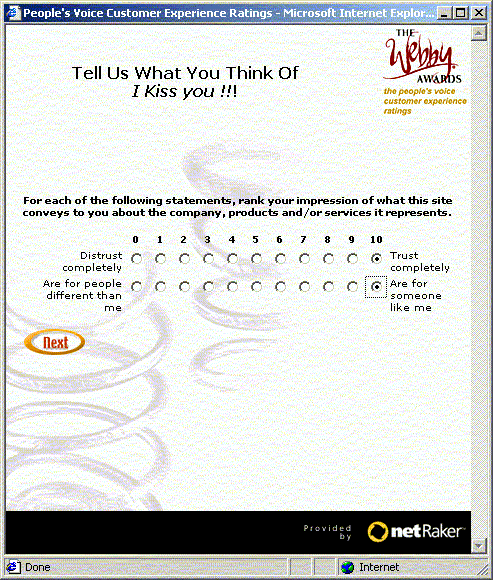 People's Voice Customer Experience Ratings - Microsoft Internet Explor...
THE
Webby
AWARDS
the people's voice
customer experience
ratings
Tell Us What You Think Of
I Kiss you !!!
For each of the following statements, rank your impression of what this site
conveys to you about the company, products and/or services it represents.
0 1 2 3 4 5 6 7 8 9 10
Distrust Trust
completely completely
Are for people Are for
different than someone
me like me
Next
Provided
by netRaker
Done Internet